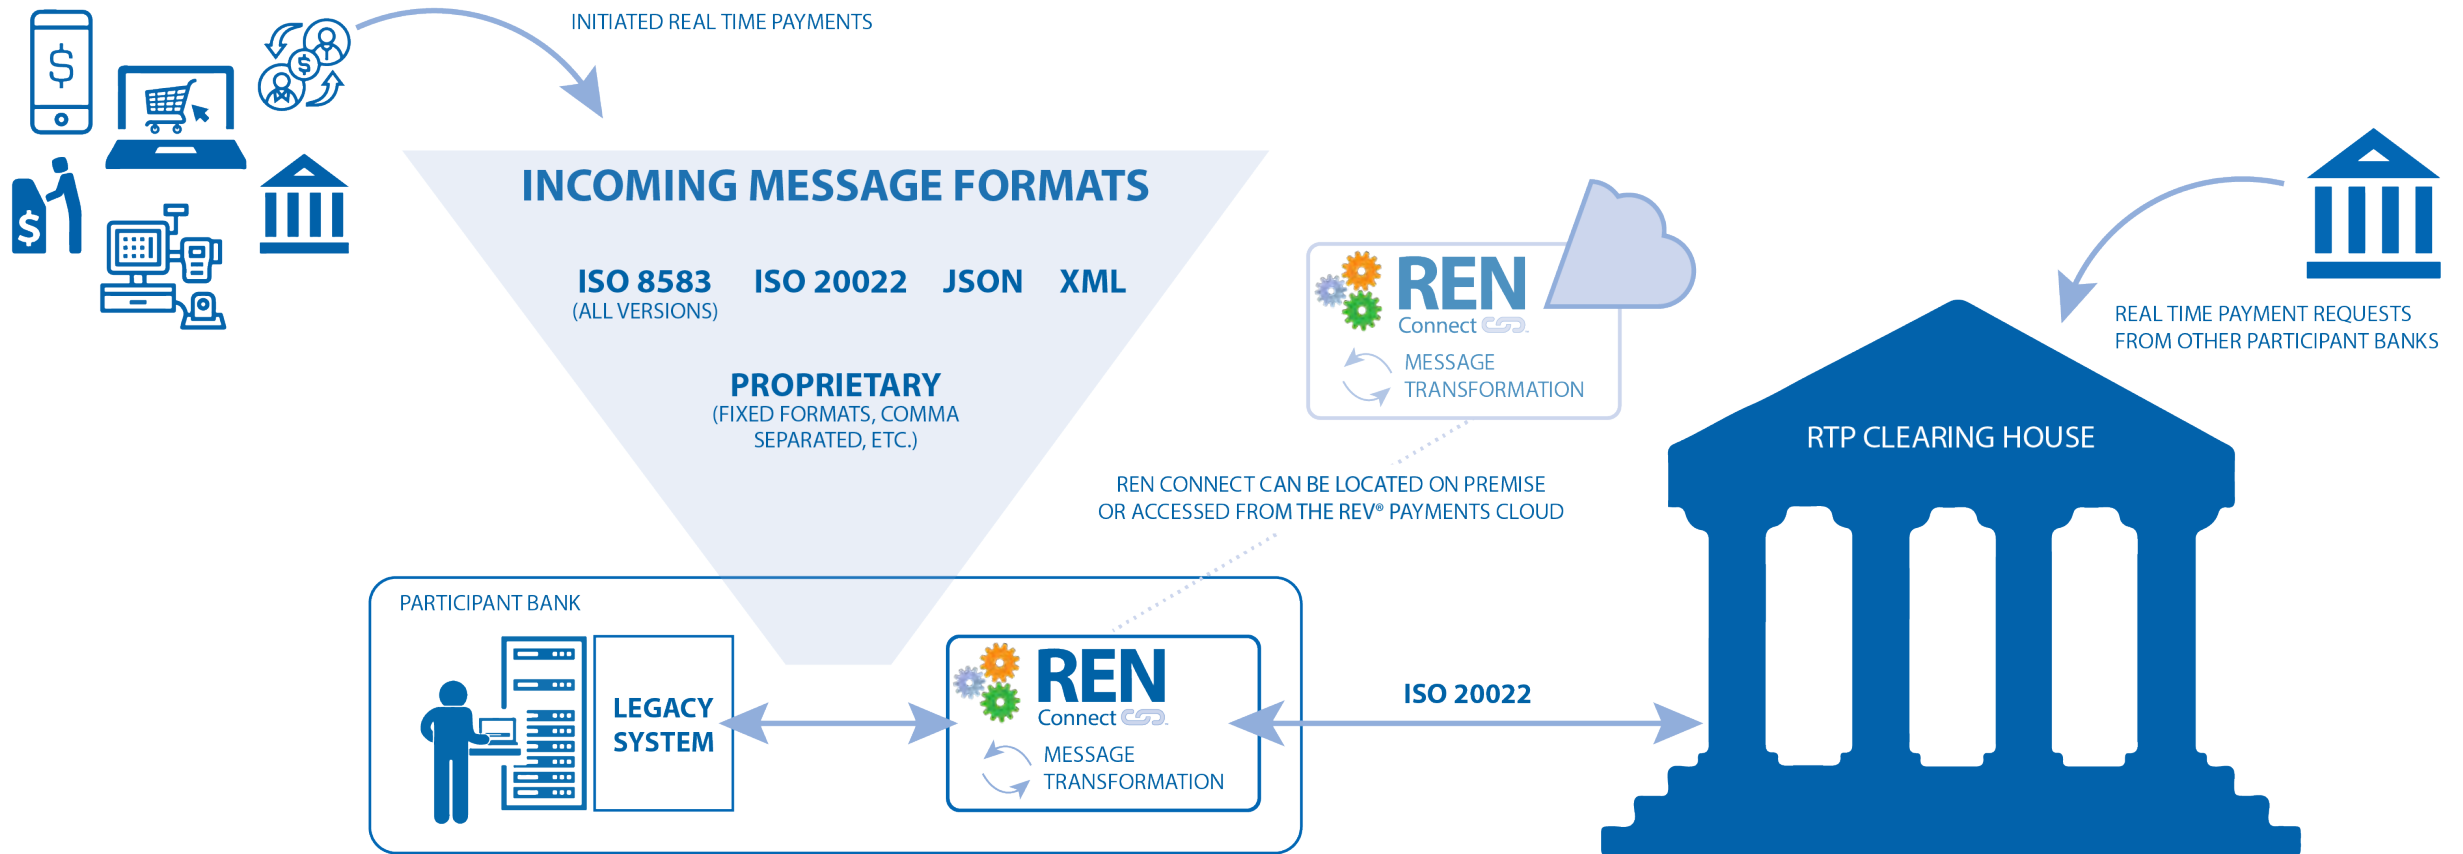 INITIATED REAL TIME PAYMENTS
$
$
$
INCOMING MESSAGE FORMATS
ISO 8583
(ALL VERSIONS)
ISO 20022
JSON
XML
PROPRIETARY
(FIXED FORMATS, COMMA
SEPARATED, ETC.)
REN
Connect
MESSAGE
TRANSFORMATION
REAL TIME PAYMENT REQUESTS
FROM OTHER PARTICIPANT BANKS
RTP CLEARING HOUSE
REN CONNECT CAN BE LOCATED ON PREMISE
OR ACCESSED FROM THE REV® PAYMENTS CLOUD
PARTICIPANT BANK
LEGACY
SYSTEM
REN
Connect
MESSAGE
TRANSFORMATION
ISO 20022